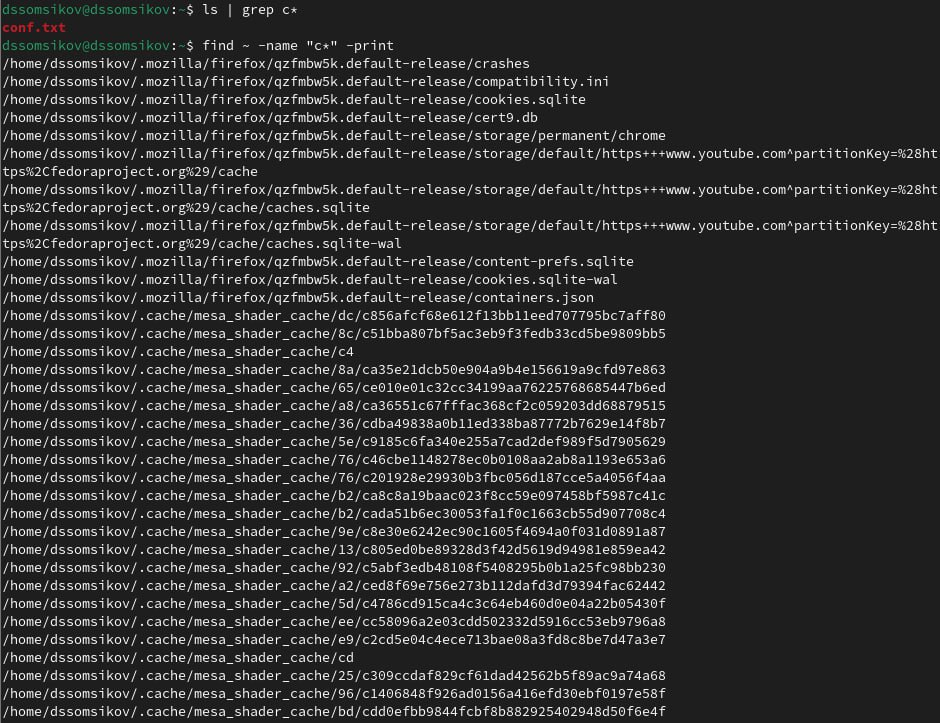 dssomsikov@dssomsikov:~$ ls | grep c*
conf.txt
dssomsikov@dssomsikov:~$ find ~ -name "c*" -print
/home/dssomsikov/.mozilla/firefox/qzfmbw5k.default-release/crashes
/home/dssomsikov/.mozilla/firefox/qzfmbw5k.default-release/compatibility.ini
/home/dssomsikov/.mozilla/firefox/qzfmbw5k.default-release/cookies.sqlite
/home/dssomsikov/.mozilla/firefox/qzfmbw5k.default-release/cert9.db
/home/dssomsikov/.mozilla/firefox/qzfmbw5k.default-release/storage/permanent/chrome
/home/dssomsikov/.mozilla/firefox/qzfmbw5k.default-release/storage/default/https+++www.youtube.com^partitionKey=%28ht
tps%2Cfedoraproject.org%29/cache
/home/dssomsikov/.mozilla/firefox/qzfmbw5k.default-release/storage/default/https+++www.youtube.com^partitionKey=%28ht
tps%2Cfedoraproject.org%29/cache/caches.sqlite
/home/dssomsikov/.mozilla/firefox/qzfmbw5k.default-release/storage/default/https+++www.youtube.com^partitionKey=%28ht
tps%2Cfedoraproject.org%29/cache/caches.sqlite-wal
/home/dssomsikov/.mozilla/firefox/qzfmbw5k.default-release/content-prefs.sqlite
/home/dssomsikov/.mozilla/firefox/qzfmbw5k.default-release/cookies.sqlite-wal
/home/dssomsikov/.mozilla/firefox/qzfmbw5k.default-release/containers.json
/home/dssomsikov/.cache/mesa_shader_cache/dc/c856afcf68e612f13bb11eed707795bc7aff80
/home/dssomsikov/.cache/mesa_shader_cache/8c/c51bba807bf5ac3eb9f3fedb33cd5be9809bb5
/home/dssomsikov/.cache/mesa_shader_cache/c4
/home/dssomsikov/.cache/mesa_shader_cache/8a/ca35e21dcb50e904a9b4e156619a9cfd97e863
/home/dssomsikov/.cache/mesa_shader_cache/65/ce010e01c32cc34199aa76225768685447b6ed
/home/dssomsikov/.cache/mesa_shader_cache/a8/ca36551c67fffac368cf2c059203dd68879515
/home/dssomsikov/.cache/mesa_shader_cache/36/cdba49838a0b11ed338ba87772b7629e14f8b7
/home/dssomsikov/.cache/mesa_shader_cache/5e/c9185c6fa340e255a7cad2def989f5d7905629
/home/dssomsikov/.cache/mesa_shader_cache/76/c46cbe1148278ec0b0108aa2ab8a1193e653a6
/home/dssomsikov/.cache/mesa_shader_cache/76/c201928e29930b3fbc056d187cce5a4056f4aa
/home/dssomsikov/.cache/mesa_shader_cache/b2/ca8c8a19baac023f8cc59e097458bf5987c41c
/home/dssomsikov/.cache/mesa_shader_cache/b2/cada51b6ec30053fa1f0c1663cb55d907708c4
/home/dssomsikov/.cache/mesa_shader_cache/9e/c8e30e6242ec90c1605f4694a0f031d0891a87
/home/dssomsikov/.cache/mesa_shader_cache/13/c805ed0be89328d3f42d5619d94981e859ea42
/home/dssomsikov/.cache/mesa_shader_cache/92/c5abf3edb48108f5408295b0b1a25fc98bb230
/home/dssomsikov/.cache/mesa_shader_cache/a2/ced8f69e756e273b112dafd3d79394fac62442
/home/dssomsikov/.cache/mesa_shader_cache/5d/c4786cd915ca4c3c64eb460d0e04a22b05430f
/home/dssomsikov/.cache/mesa_shader_cache/ee/cc58096a2e03cdd502332d5916cc53eb9796a8
/home/dssomsikov/.cache/mesa_shader_cache/e9/c2cd5e04c4ece713bae08a3fd8c8be7d47a3e7
/home/dssomsikov/.cache/mesa_shader_cache/cd
/home/dssomsikov/.cache/mesa_shader_cache/25/c309ccdaf829cf61dad42562b5f89ac9a74a68
/home/dssomsikov/.cache/mesa_shader_cache/96/c1406848f926ad0156a416efd30ebf0197e58f
/home/dssomsikov/.cache/mesa_shader_cache/bd/cdd0efbb9844fcbf8b882925402948d50f6e4f